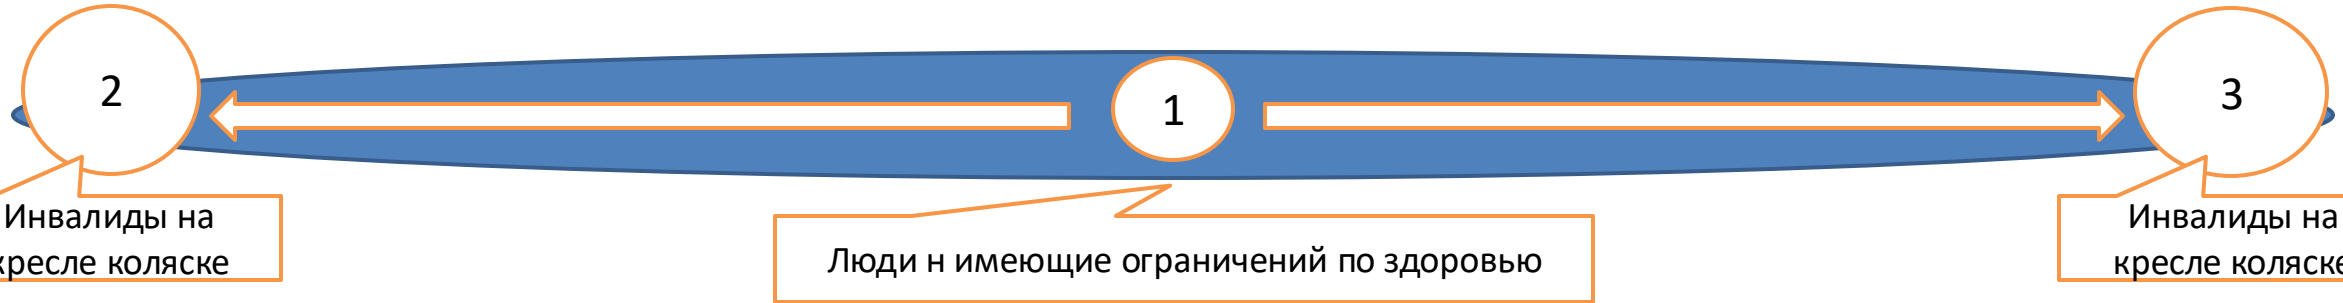 2
1
3
Инвалиды на
кресле коляске
Люди н имеющие ограничений по здоровью
Инвалиды на
кресле коляске